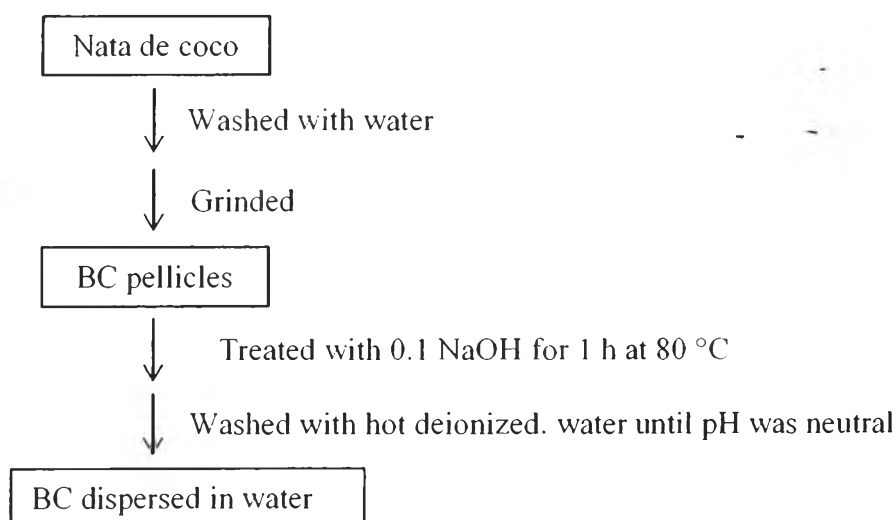 Nata de coco
Washed with water
Grinded
BC pellicles
Treated with 0.1 NaOH for 1 h at 80 °C
Washed with hot deionized. water until pH was neutral
BC dispersed in water